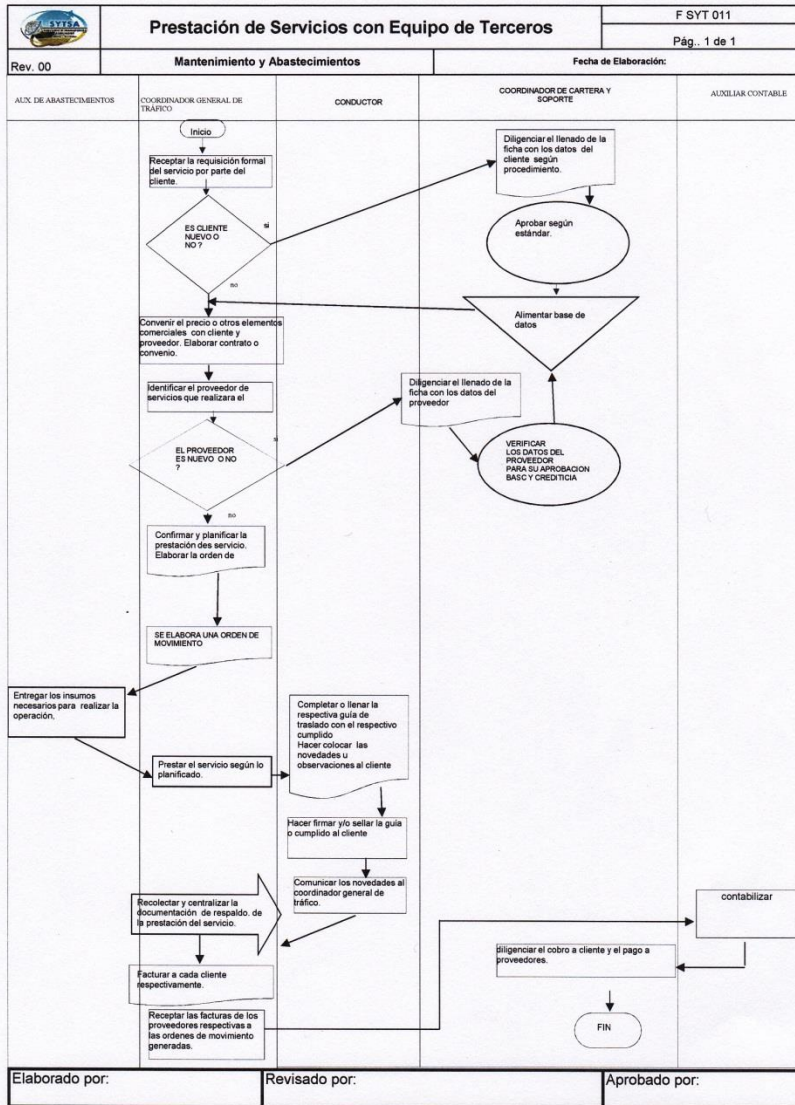 SYTSA
Prestación de Servicios con Equipo de Terceros
F SYT 011
Pág.. 1 de 1
Rev. 00
Mantenimiento y Abastecimientos
Fecha de Elaboración:
AUX. DE ABASTECIMIENTOS
COORDINADOR GENERAL DE
TRÁFICO
CONDUCTOR
COORDINADOR DE CARTERA Y
SOPORTE
AUXILIAR CONTABLE
Inicio
Receptar la requisición formal
del servicio por parte del
cliente.
Diligenciar el llenado de la
ficha con los datos del
cliente según
procedimiento.
ES CLIENTE
NUEVO O
NO ?
si
no
Aprobar según
estándar.
Alimentar base de
datos
Convenir el precio o otros elementos
comerciales con cliente y
proveedor. Elaborar contrato o
convenio.
Identificar el proveedor de
servicios que realizara el
Diligenciar el llenado de la
ficha con los datos del
proveedor
EL PROVEEDOR
ES NUEVO O NO
?
si
no
VERIFICAR
LOS DATOS DEL
PROVEEDOR
PARA SU APROBACION
BASC Y CREDITICIA
Confirmar y planificar la
prestación des servicio.
Elaborar la orden de
SE ELABORA UNA ORDEN DE
MOVIMIENTO
Entregar los insumos
necesarios para realizar la
operación.
Prestar el servicio según lo
planificado.
Completar o llenar la
respectiva guía de
traslado con el respectivo
cumplido
Hacer colocar las
novedades u
observaciones al cliente
Hacer firmar y/o sellar la guia
o cumplido al cliente
Comunicar los novedades al
coordinador general de
tráfico.
Recolectar y centralizar la
documentación de respaldo. de
la prestación del servicio.
contabilizar
diligenciar el cobro a cliente y el pago a
proveedores.
Facturar a cada cliente
respectivamente.
Receptar las facturas de los
proveedores respectivas a
las ordenes de movimiento
generadas.
FIN
Elaborado por:
Revisado por:
Aprobado por: